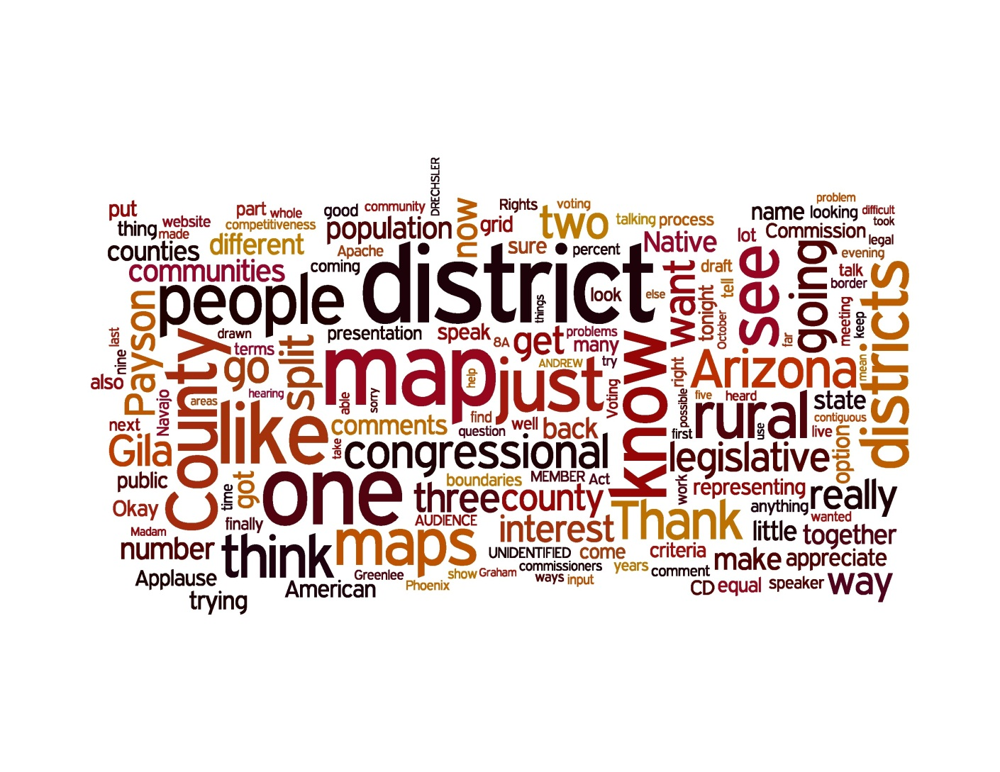 DRECHSLER
problem
put
part
whole
good
community
now
Rights
voting
name
looking
difficult
thing
website
made
competitiveness
population
grid
two
talking
process
lot
Commission
took
counties
different
Apache
sure
percent
Native
legal
evening
communities
coming
district
look
else
want
draft
tell
see
going
talk
border
districts
people
things
tonight
October
far
meeting
keep
Payson
last
nine
drawn
presentation
speak
8A
get
problems
many
try
County
terms
go
split
map
help
just
ANDREW
know
right
Arizona
mean
also
Navajo
hearing
areas
able
sorry
Voting
possible
five
heard
state
contiguous
next
like
comments
find
question
well
back
first
rural
use
live
option
Gila
take
congressional
legislative
public
time
got
one
boundaries
MEMBER
Act
work
representing
really
Okay
finally
three
county
anything
wanted
Madam
AUDIENCE
interest
Thank
little
together
number
think
maps
UNIDENTIFIED
come
criteria
make
appreciate
Applause
Greenlee
show
Graham
commissioners
years
comment
American
Phoenix
ways
input
CD
equal
speaker
way
trying